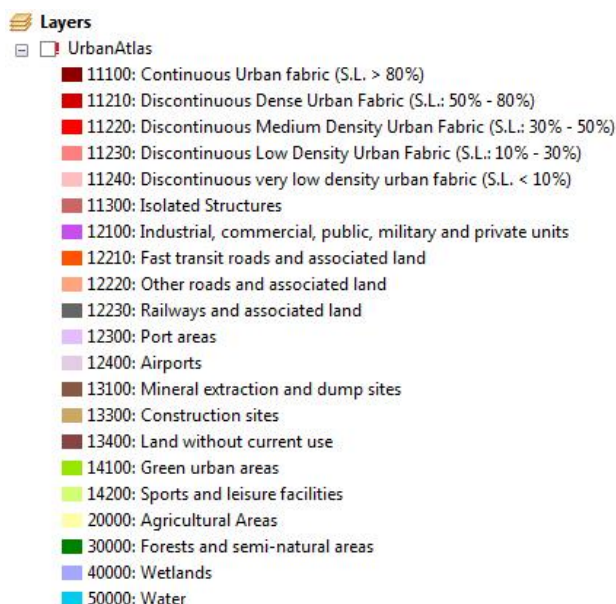 Layers
UrbanAtlas
11100: Continuous Urban fabric (S.L. > 80%)
11210: Discontinuous Dense Urban Fabric (S.L.: 50% - 80%)
11220: Discontinuous Medium Density Urban Fabric (S.L.: 30% - 50%)
11230: Discontinuous Low Density Urban Fabric (S.L.: 10% - 30%)
11240: Discontinuous very low density urban fabric (S.L. < 10%)
11300: Isolated Structures
12100: Industrial, commercial, public, military and private units
12210: Fast transit roads and associated land
12220: Other roads and associated land
12230: Railways and associated land
12300: Port areas
12400: Airports
13100: Mineral extraction and dump sites
13300: Construction sites
13400: Land without current use
14100: Green urban areas
14200: Sports and leisure facilities
20000: Agricultural Areas
30000: Forests and semi-natural areas
40000: Wetlands
50000: Water